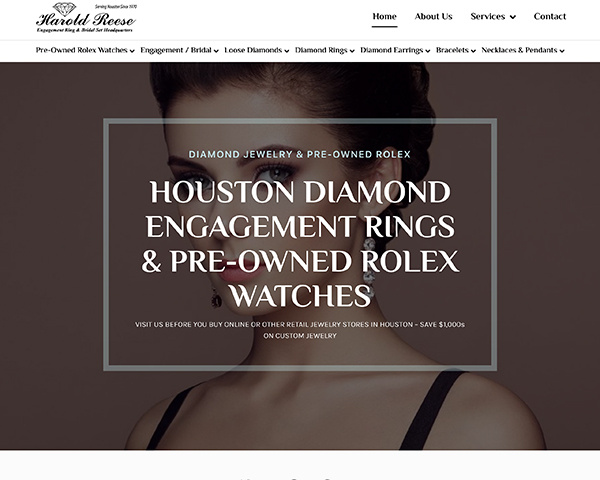 Serving Houston Since 1970
Harold Reese
Engagement Ring & Bridal Set Headquarters
Home About Us Services Contact
Pre-Owned Rolex Watches Engagement / Bridal Loose Diamonds Diamond Rings Diamond Earrings Bracelets Necklaces & Pendants
DIAMOND JEWELRY & PRE-OWNED ROLEX
HOUSTON DIAMOND
ENGAGEMENT RINGS
& PRE-OWNED ROLEX
WATCHES
VISIT US BEFORE YOU BUY ONLINE OR OTHER RETAIL JEWELRY STORES IN HOUSTON – SAVE $1,000s
ON CUSTOM JEWELRY